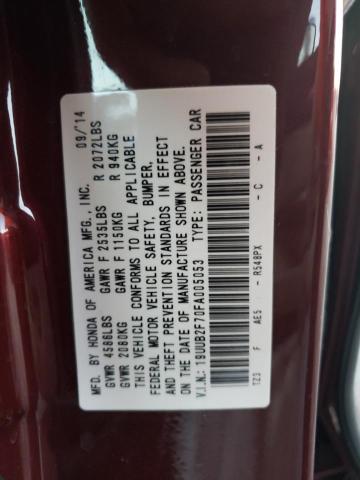 MFD. BY HONDA OF AMERICA MFG., INC. 09/'14
GVWR 4586LBS GAWR F 2535LBS R 2072LBS
GVWR 2080KG GAWR F 1150KG R 940KG
THIS VEHICLE CONFORMS TO ALL APPLICABLE
FEDERAL MOTOR VEHICLE SAFETY, BUMPER,
AND THEFT PREVENTION STANDARDS IN EFFECT
ON THE DATE OF MANUFACTURE SHOWN ABOVE.
V.I.N.: 19UUB2F70FA005053 TYPE: PASSENGER CAR
TZ3 F AE5 - R548PX - C - A